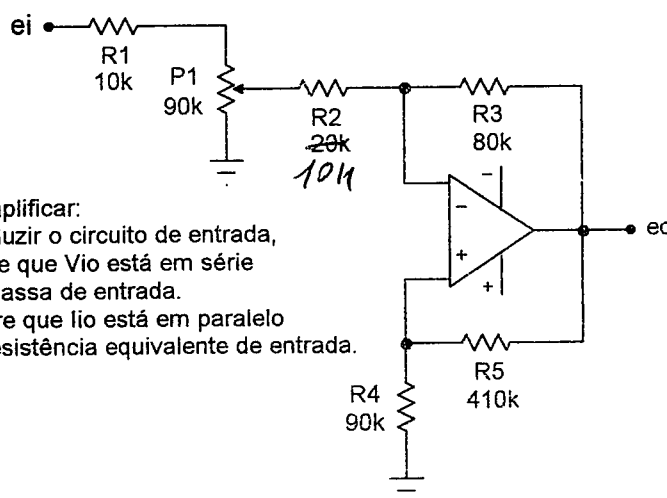 ei
R1
10k
P1
90k
R2
20k
10k
R3
80k
eo
R5
410k
R4
90k
plificar:
uzir o circuito de entrada,
e que Vio está em série
assa de entrada.
re que Iio está em paralelo
esistência equivalente de entrada.